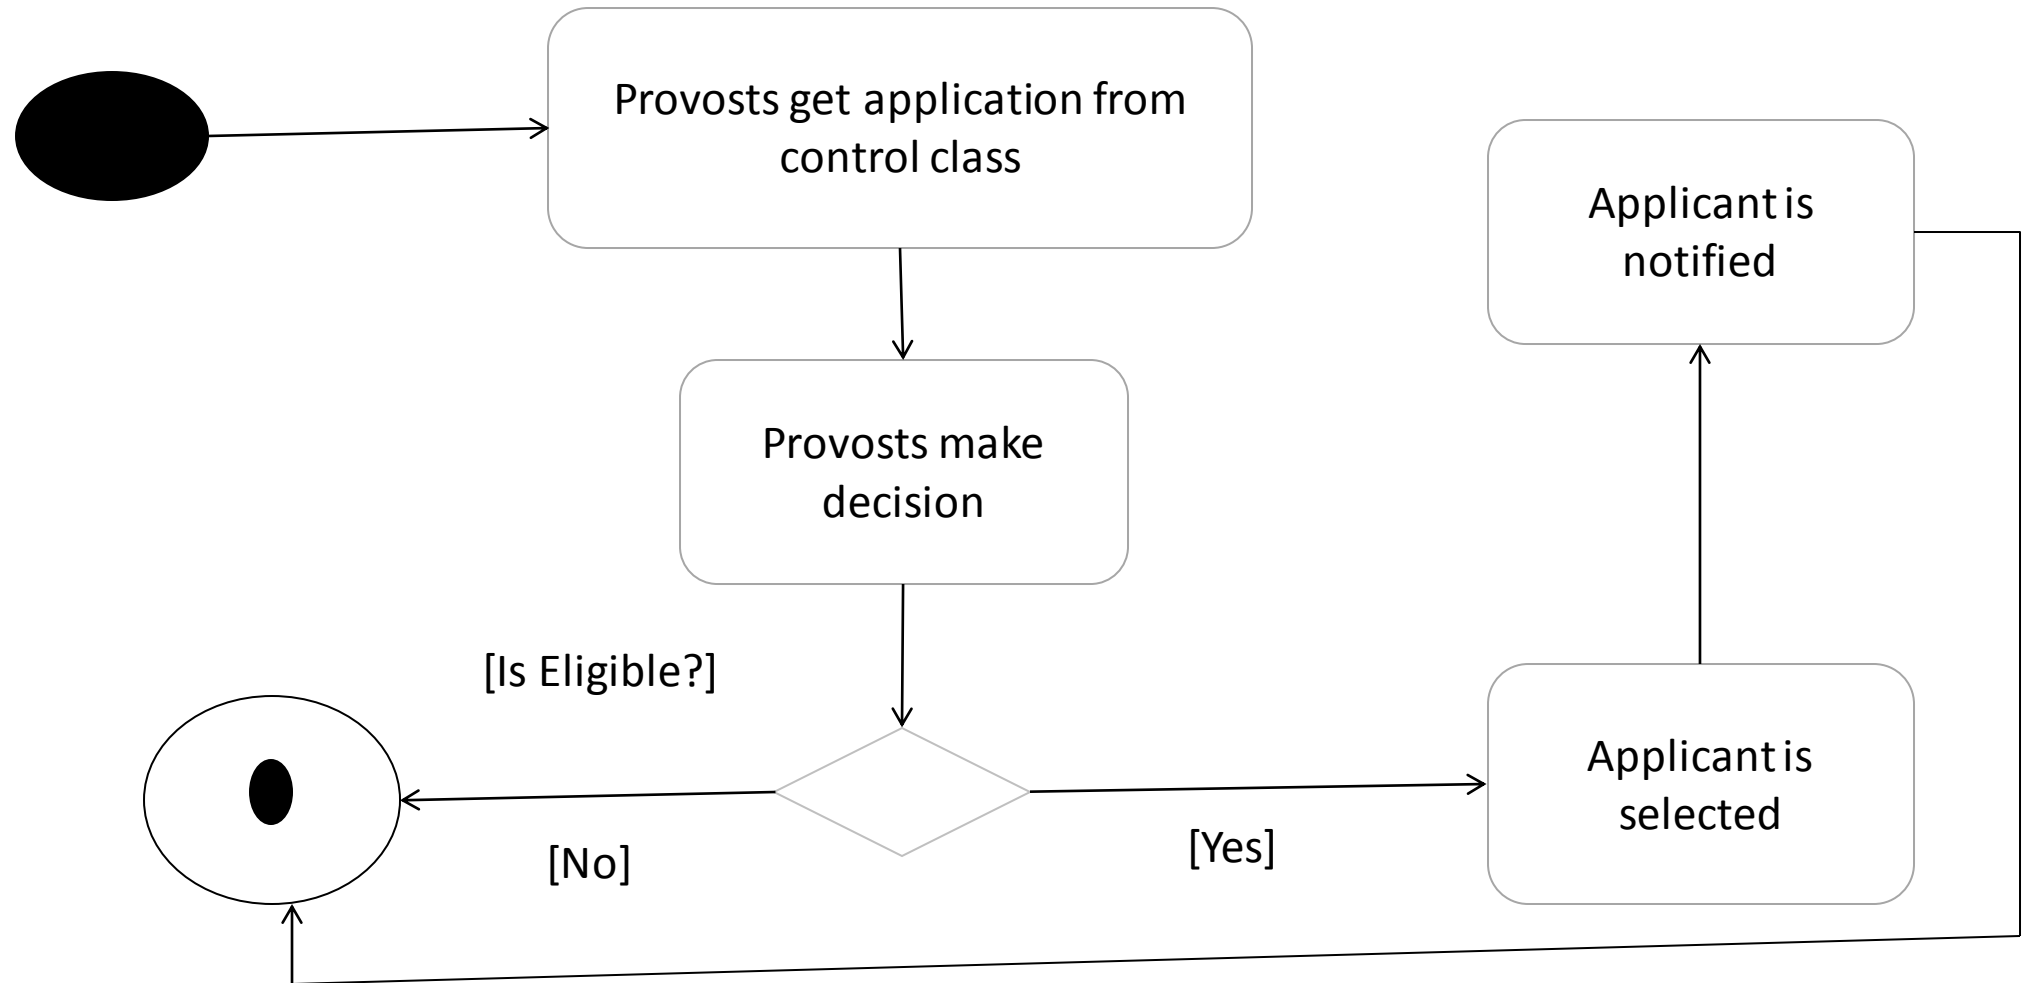 Provosts get application from
control class
Applicant is
notified
Provosts make
decision
[Is Eligible?]
Applicant is
selected
[No]
[Yes]